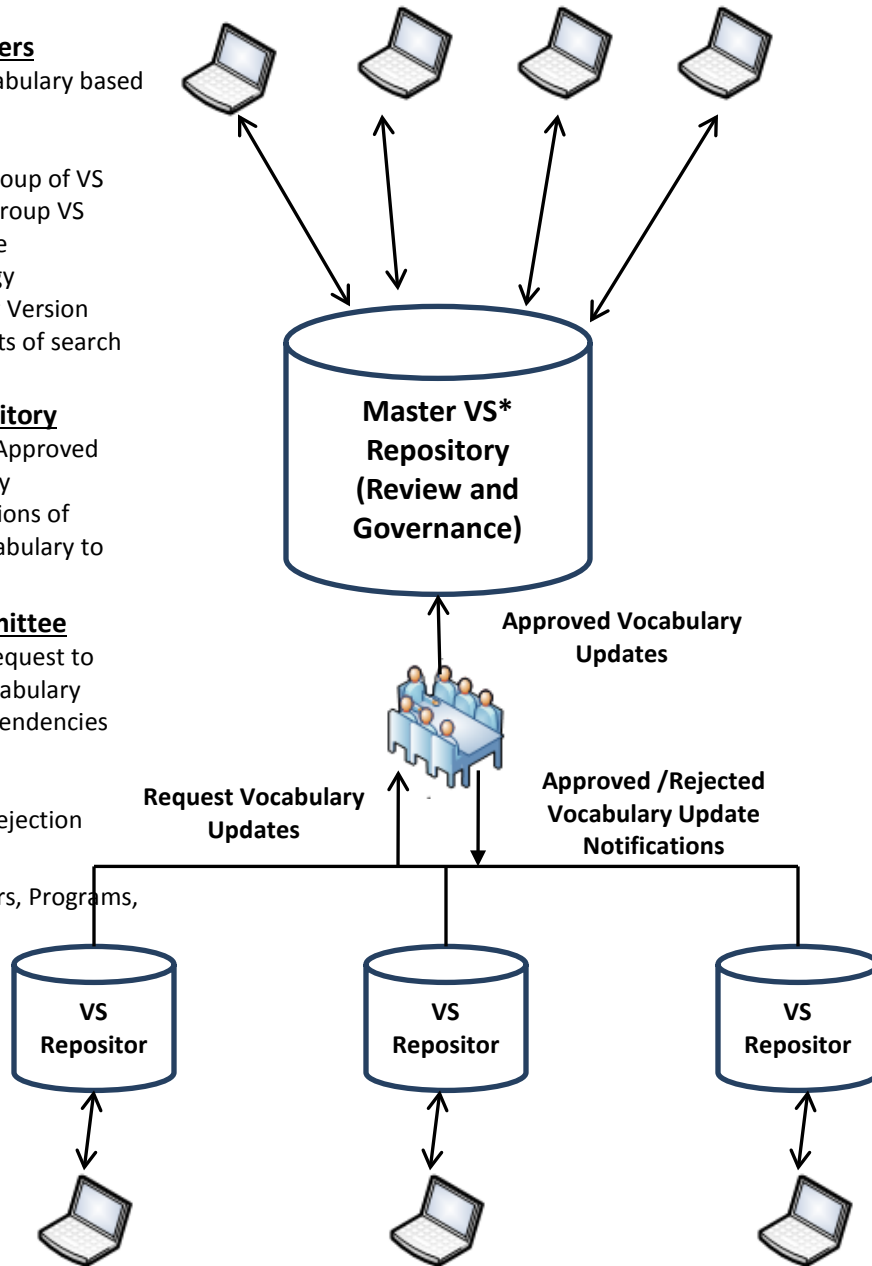 ers
abulary based
oup of VS
roup VS
e
gy
Version
ts of search
itory
Approved
y
ions of
abulary to
mittee
equest to
abulary
endencies
ejection
rs, Programs,
Master VS*
Repository
(Review and
Governance)
Approved Vocabulary
Updates
Request Vocabulary
Updates
Approved /Rejected
Vocabulary Update
Notifications
VS
Repositor
VS
Repositor
VS
Repositor